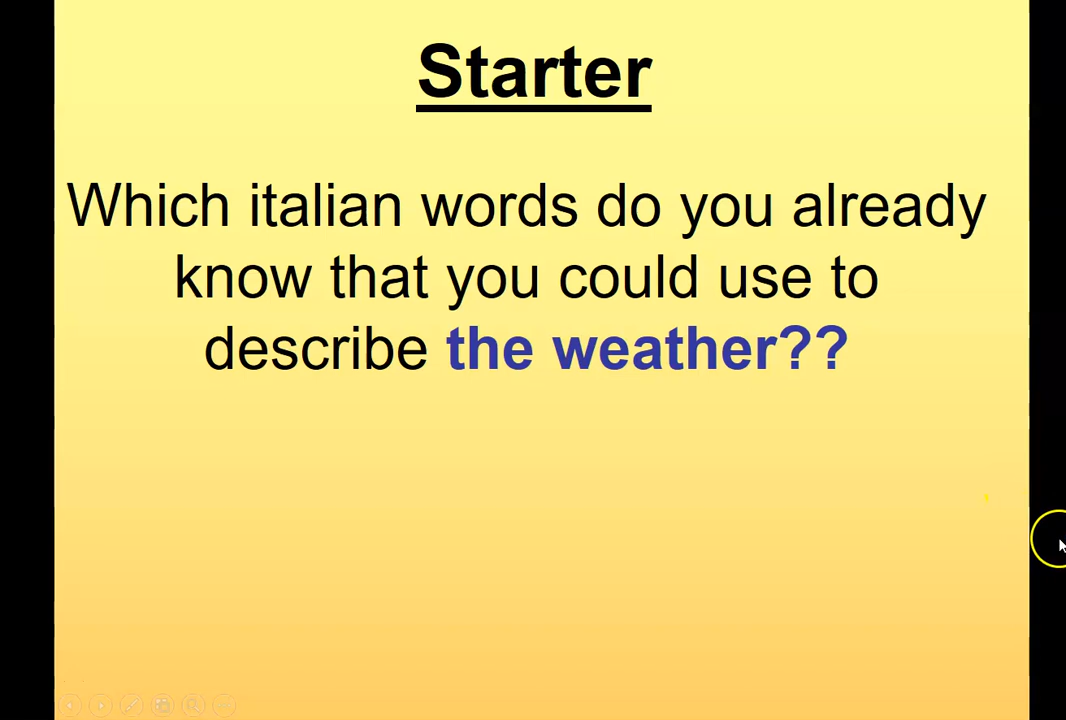 Starter
Which italian words do you already
know that you could use to
describe the weather??